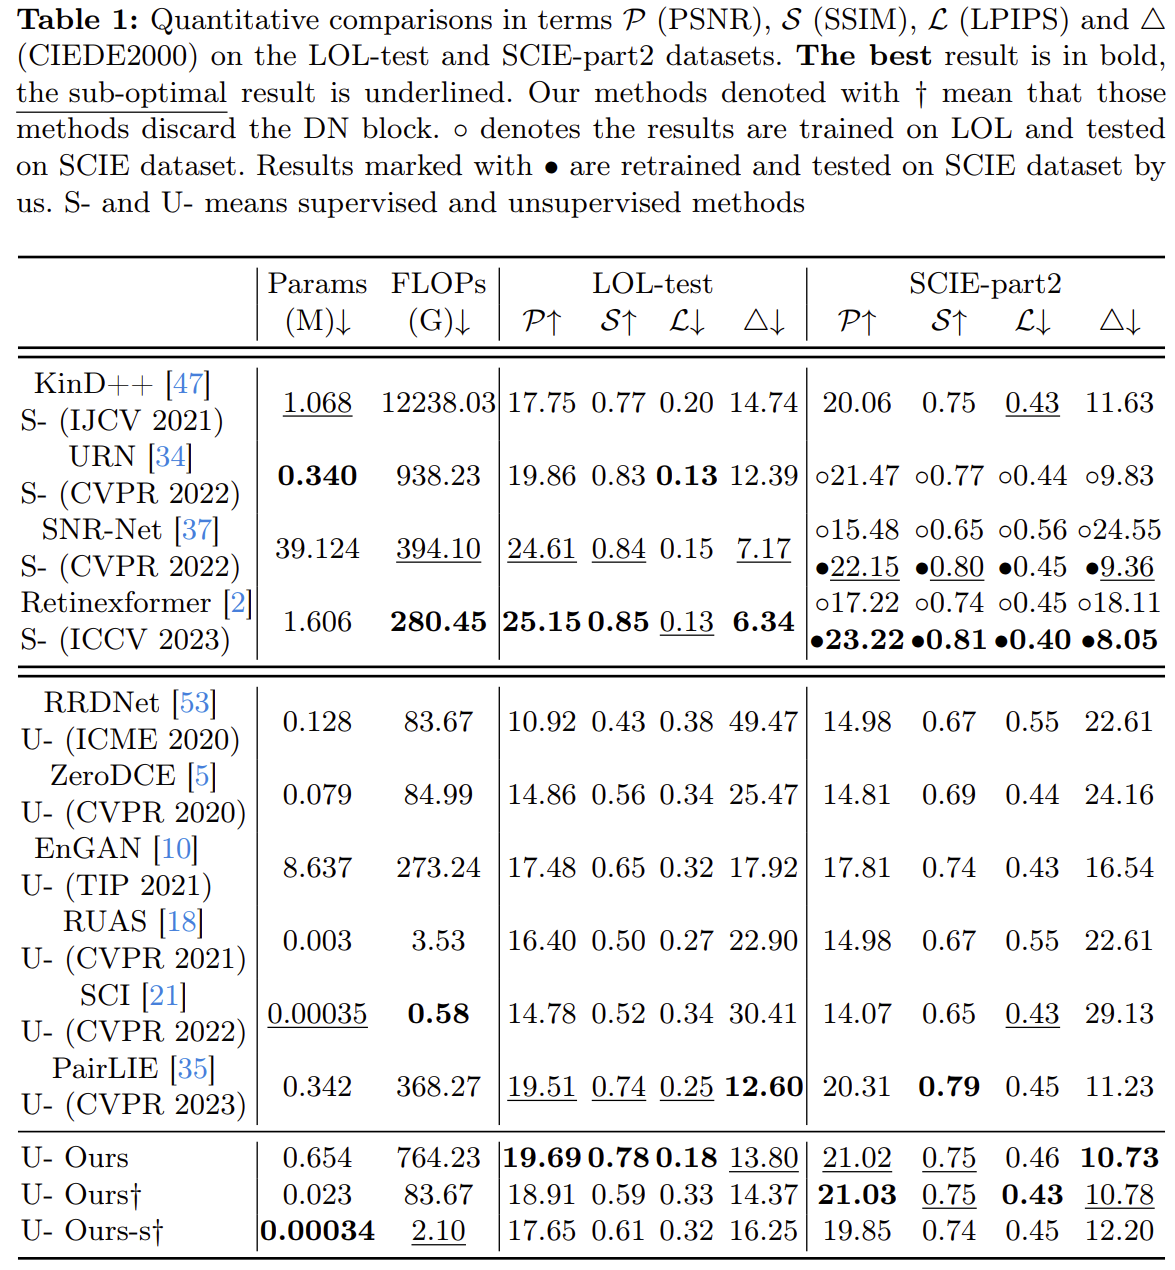 Table 1: Quantitative comparisons in terms 𝒫 (PSNR), 𝒮 (SSIM), ℒ (LPIPS) and △
(CIEDE2000) on the LOL-test and SCIE-part2 datasets. The best result is in bold,
the sub-optimal result is underlined. Our methods denoted with † mean that those
methods discard the DN block. ○ denotes the results are trained on LOL and tested
on SCIE dataset. Results marked with ● are retrained and tested on SCIE dataset by
us. S- and U- means supervised and unsupervised methods
Params FLOPs LOL-test SCIE-part2
(M)↓ (G)↓ 𝒫↑ 𝒮↑ ℒ↓ △↓ 𝒫↑ 𝒮↑ ℒ↓ △↓
KinD++ [47]
1.068 12238.03 17.75 0.77 0.20 14.74 20.06 0.75 0.43 11.63
S- (IJCV 2021)
URN [34]
0.340 938.23 19.86 0.83 0.13 12.39 ○21.47 ○0.77 ○0.44 ○9.83
S- (CVPR 2022)
SNR-Net [37] ○15.48 ○0.65 ○0.56 ○24.55
39.124 394.10 24.61 0.84 0.15 7.17
S- (CVPR 2022) ●22.15 ●0.80 ●0.45 ●9.36
Retinexformer [2] ○17.22 ○0.74 ○0.45 ○18.11
1.606 280.45 25.15 0.85 0.13 6.34
S- (ICCV 2023) ●23.22 ●0.81 ●0.40 ●8.05
RRDNet [53]
0.128 83.67 10.92 0.43 0.38 49.47 14.98 0.67 0.55 22.61
U- (ICME 2020)
ZeroDCE [5]
0.079 84.99 14.86 0.56 0.34 25.47 14.81 0.69 0.44 24.16
U- (CVPR 2020)
EnGAN [10]
8.637 273.24 17.48 0.65 0.32 17.92 17.81 0.74 0.43 16.54
U- (TIP 2021)
RUAS [18]
0.003 3.53 16.40 0.50 0.27 22.90 14.98 0.67 0.55 22.61
U- (CVPR 2021)
SCI [21]
0.00035 0.58 14.78 0.52 0.34 30.41 14.07 0.65 0.43 29.13
U- (CVPR 2022)
PairLIE [35]
0.342 368.27 19.51 0.74 0.25 12.60 20.31 0.79 0.45 11.23
U- (CVPR 2023)
U- Ours 0.654 764.23 19.69 0.78 0.18 13.80 21.02 0.75 0.46 10.73
U- Ours† 0.023 83.67 18.91 0.59 0.33 14.37 21.03 0.75 0.43 10.78
U- Ours-s† 0.00034 2.10 17.65 0.61 0.32 16.25 19.85 0.74 0.45 12.20